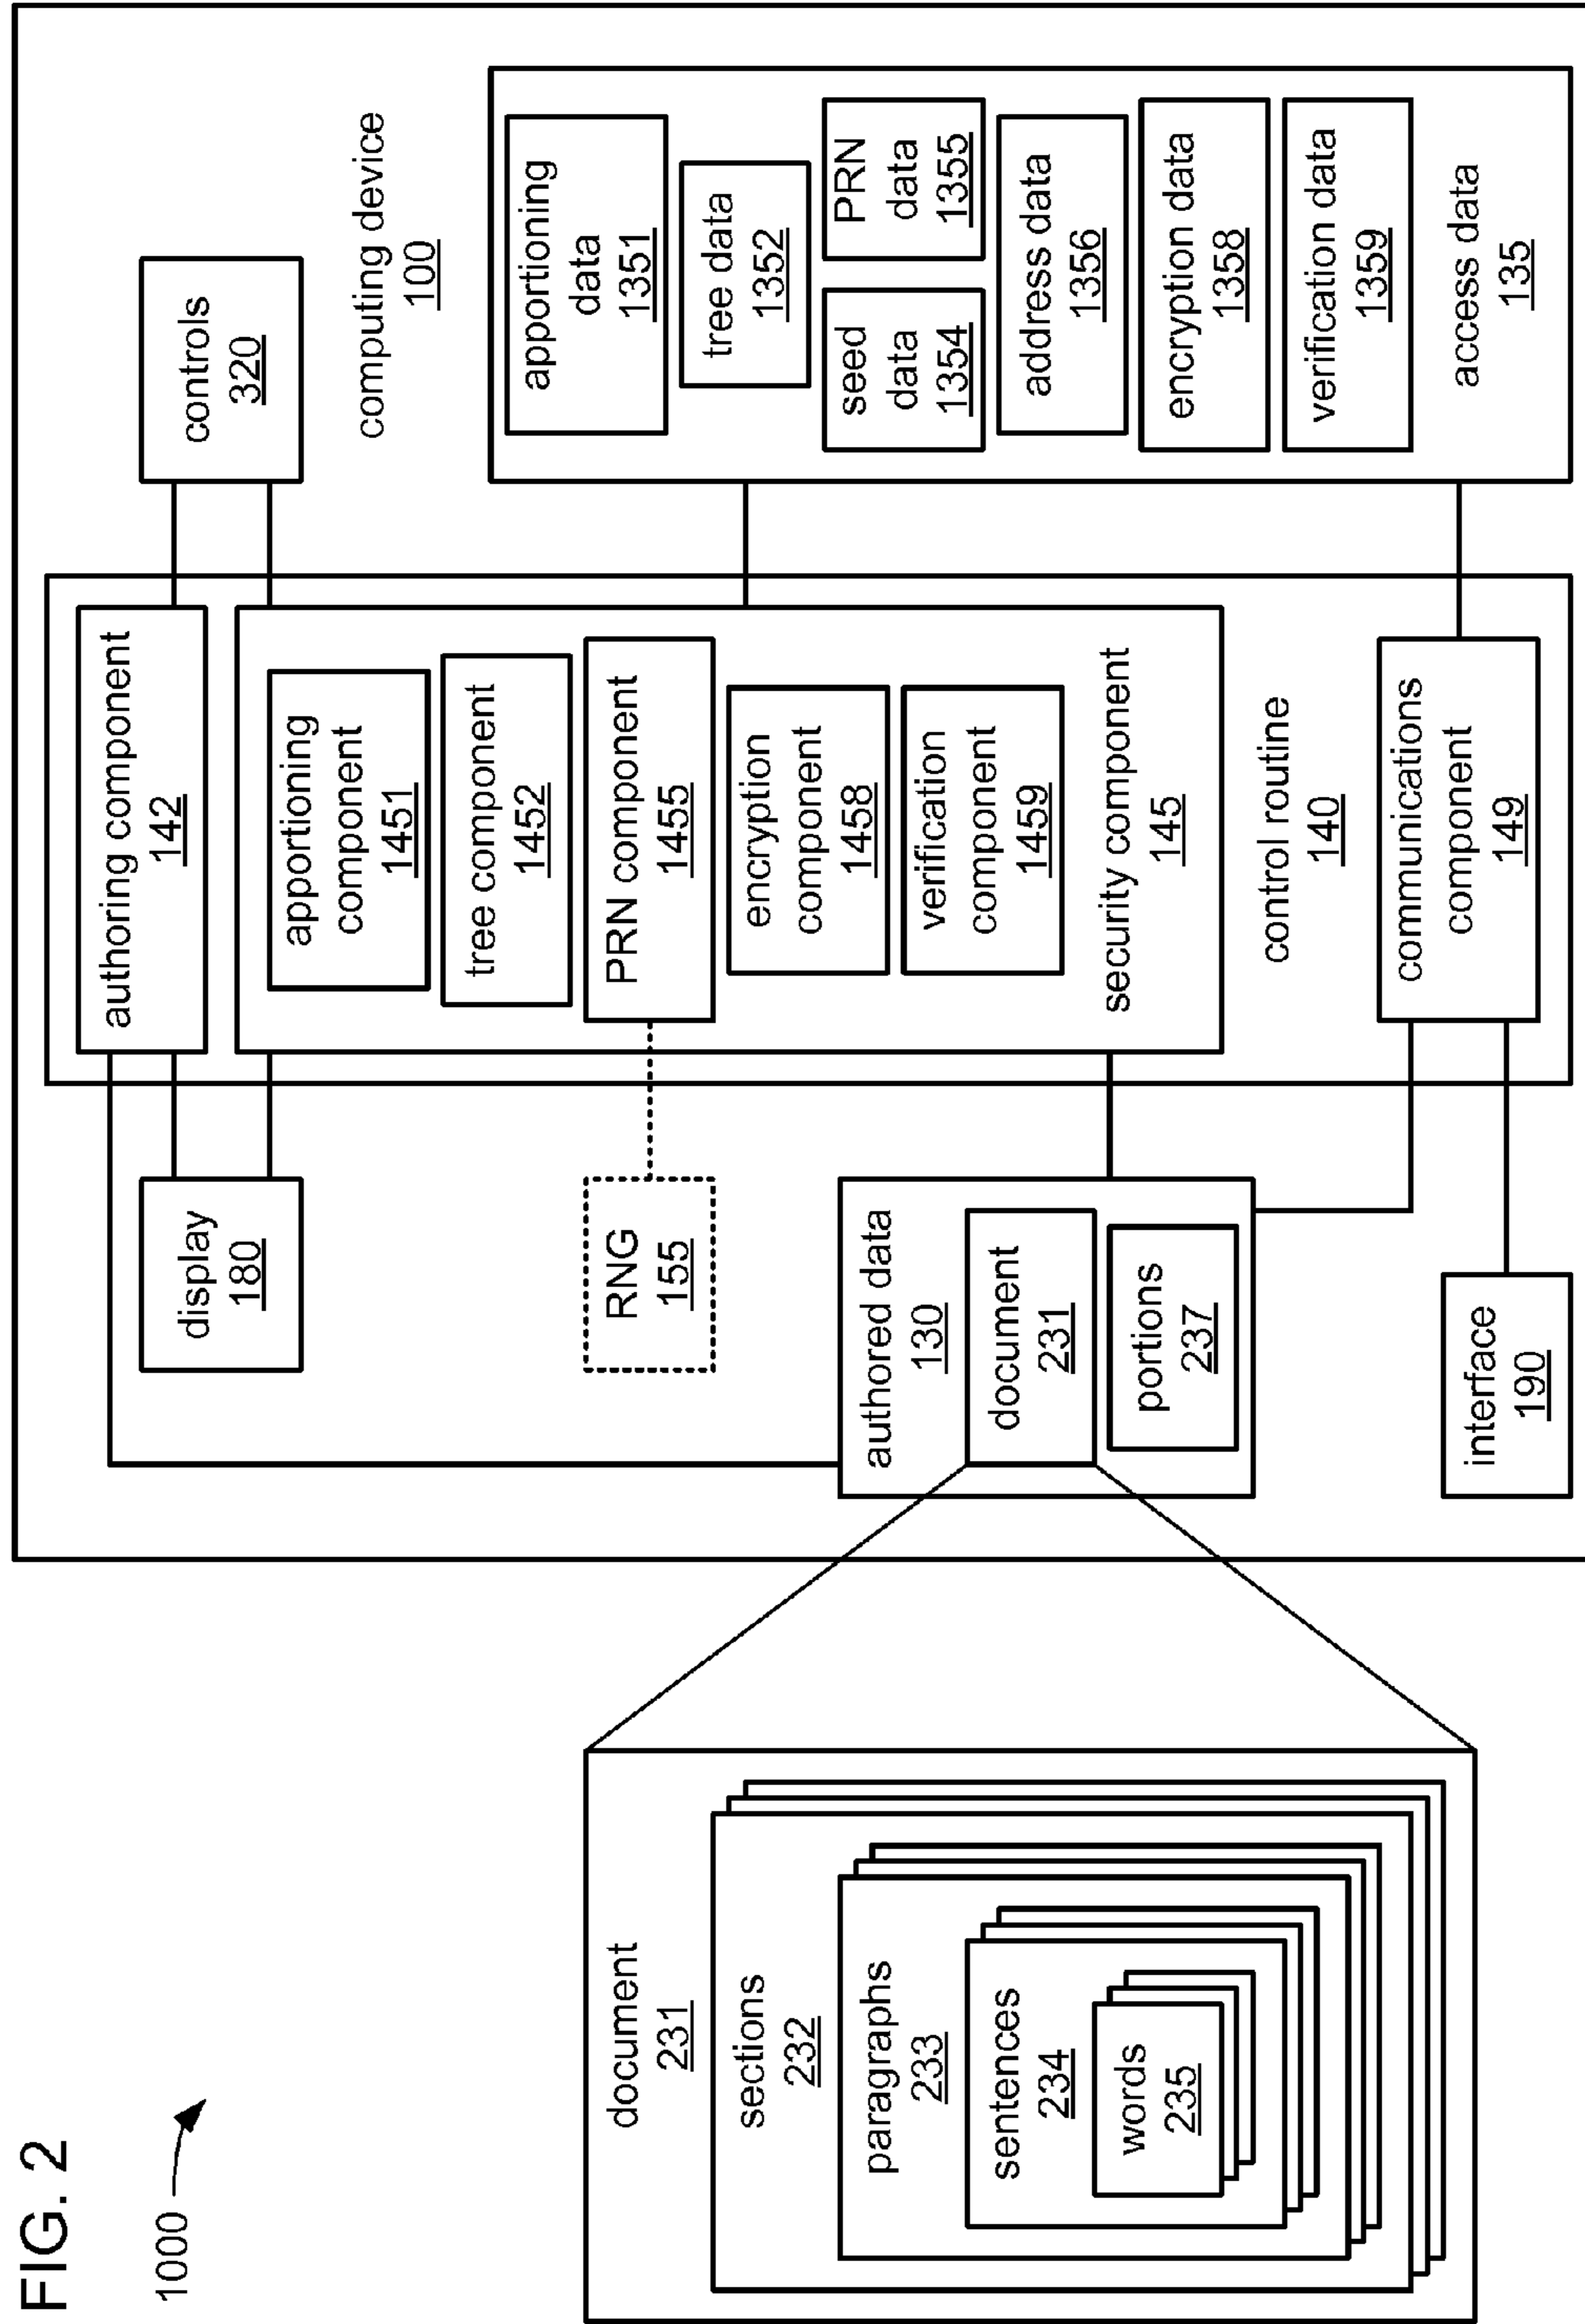 FIG. 2
1000
document
231
sections
232
paragraphs
233
sentences
234
words
235
display
180
RNG
155
authored data
130
document
231
portions
237
interface
190
authoring component
142
apportioning
component
1451
tree component
1452
PRN component
1455
encryption
component
1458
verification
component
1459
security component
145
control routine
140
communications
component
149
controls
320
computing device
100
apportioning
data
1351
tree data
1352
seed
data
1354
PRN
data
1355
address data
1356
encryption data
1358
verification data
1359
access data
135